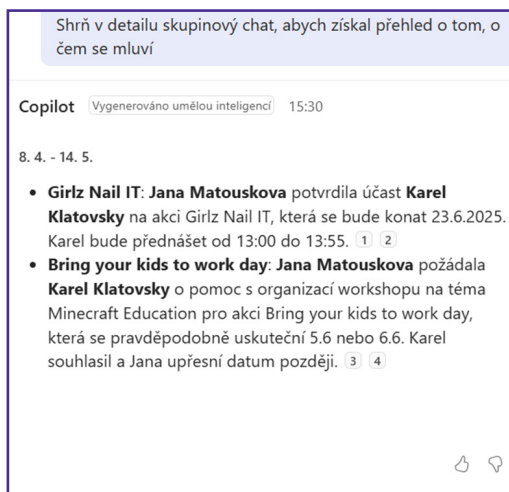 Shrň v detailu skupinový chat, abych získal přehled o tom, o
čem se mluví
Copilot Vygenerováno umělou inteligencí 15:30
8. 4. - 14. 5.
• Girlz Nail IT: Jana Matouskova potvrdila účast Karel
Klatovsky na akci Girlz Nail IT, která se bude konat 23.6.2025.
Karel bude přednášet od 13:00 do 13:55. 1 2
• Bring your kids to work day: Jana Matouskova požádala
Karel Klatovsky o pomoc s organizací workshopu na téma
Minecraft Education pro akci Bring your kids to work day,
která se pravděpodobně uskuteční 5.6 nebo 6.6. Karel
souhlasil a Jana upřesní datum později. 3 4